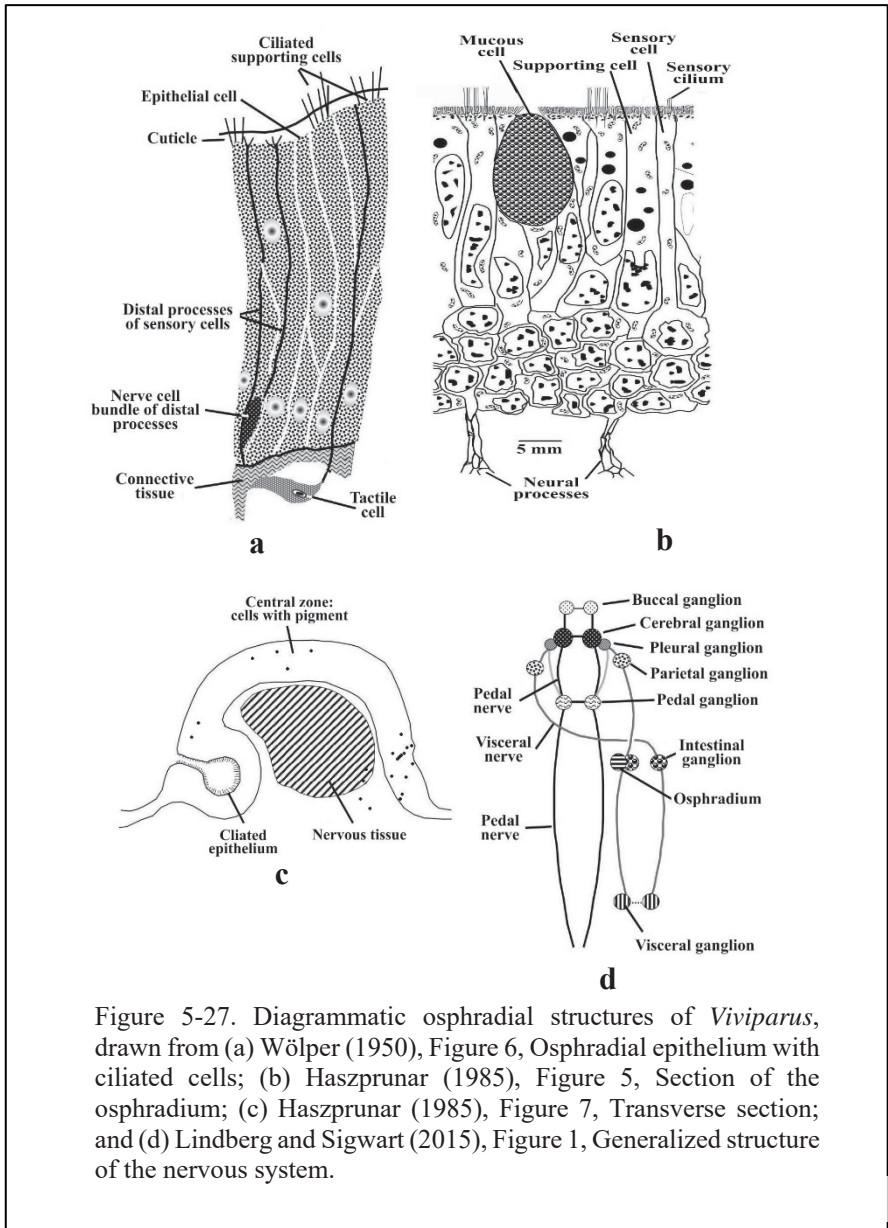 Ciliated
supporting cells
Epithelial cell
Cuticle
Distal processes
of sensory cells
Nerve cell
bundle of distal
processes
Connective
tissue
Tactile
cell
a
Mucous
cell
Supporting cell
Sensory
cell
Sensory
cilium
5 mm
Neural
processes
b
Central zone:
cells with pigment
Cliated
epithelium
Nervous tissue
c
Buccal ganglion
Cerebral ganglion
Pleural ganglion
Parietal ganglion
Pedal
nerve
Pedal ganglion
Visceral
nerve
Intestinal
ganglion
Osphradium
Pedal
nerve
Visceral ganglion
d
Figure 5-27. Diagrammatic osphradial structures of Viviparus,
drawn from (a) Wölper (1950), Figure 6, Osphradial epithelium with
ciliated cells; (b) Haszprunar (1985), Figure 5, Section of the
osphradium; (c) Haszprunar (1985), Figure 7, Transverse section;
and (d) Lindberg and Sigwart (2015), Figure 1, Generalized structure
of the nervous system.